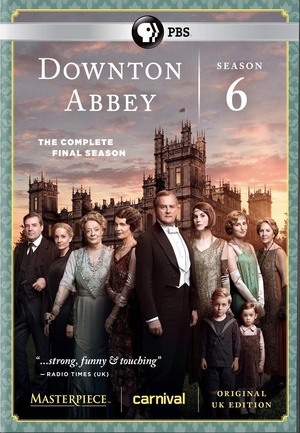 PBS.
DOWNTON
ABBEY
SEASON
6
THE COMPLETE
FINAL SEASON
"...strong, funny & touching"
— RADIO TIMES (UK)
MASTERPIECE™
carnival
ORIGINAL
UK EDITION